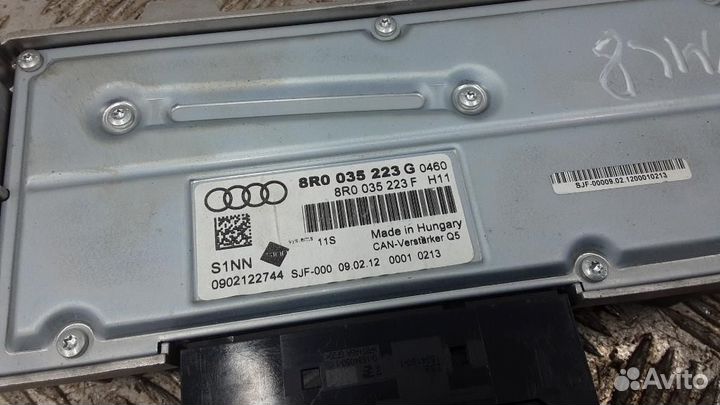 8R0 035 223 G 0460
8R0 035 223 F H11
11S
Made in Hungary
CAN-Verstärker Q5
S1NN
0902122744 SJF-000 09.02.12 0001 0213
SJF-00009.02.1200010213
Avito